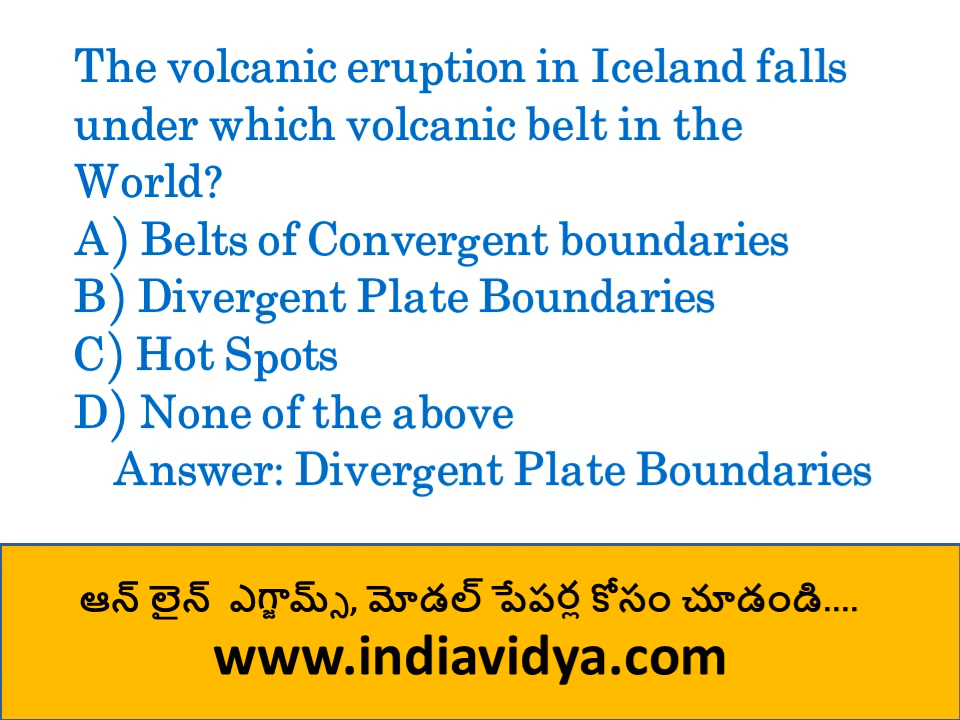 The volcanic eruption in Iceland falls
under which volcanic belt in the
World?
A) Belts of Convergent boundaries
B) Divergent Plate Boundaries
C) Hot Spots
D) None of the above
Answer: Divergent Plate Boundaries
ఆన్ లైన్ ఎగ్జామ్స్, మోడల్ పేపర్ల కోసం చూడండి....
www.indiavidya.com